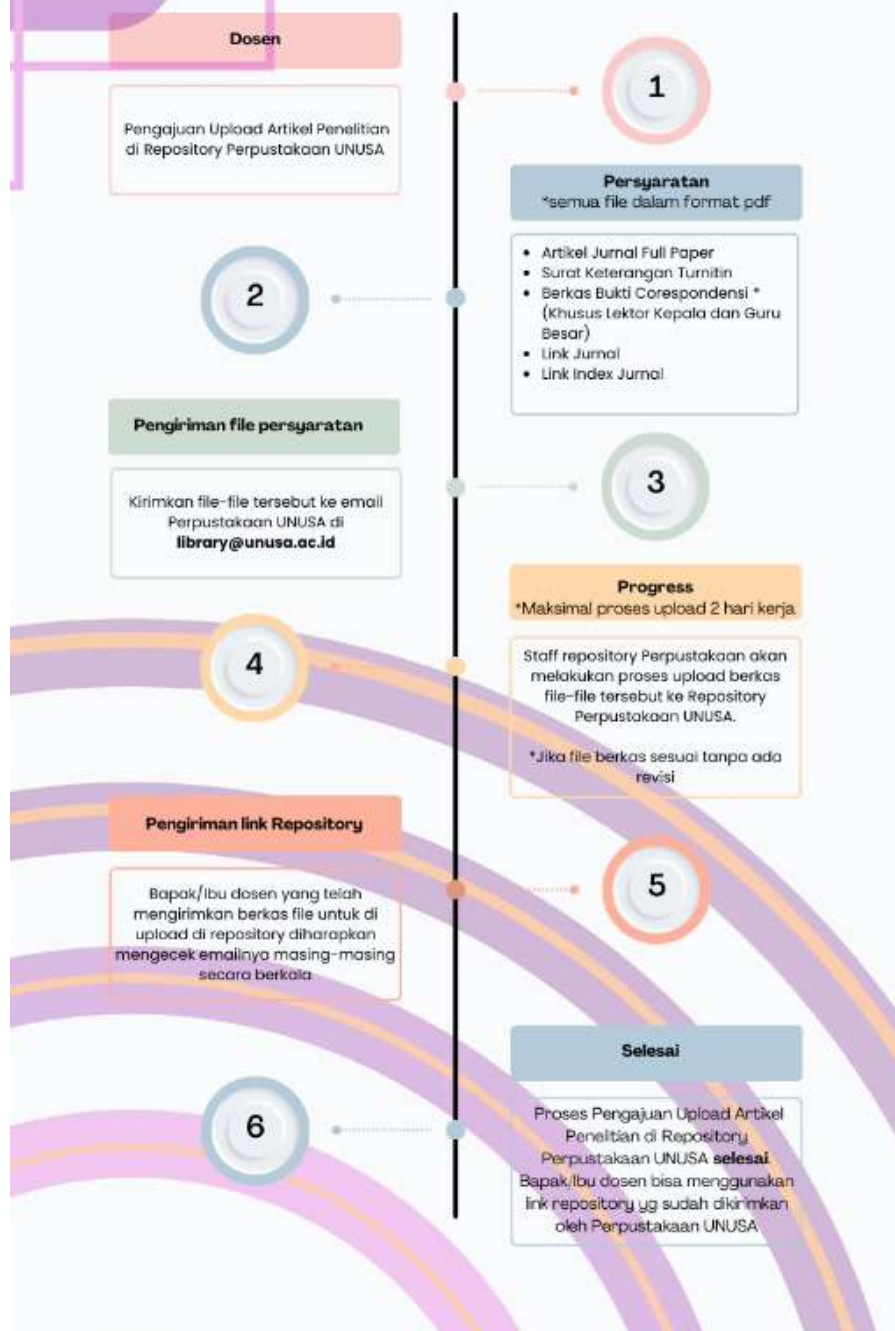 Dosen
1
Pengajuan Upload Artikel Penelitian
di Repository Perpustakaan UNUSA
Persyaratan
*semua file dalam format pdf
2
• Artikel Jurnal Full Paper
• Surat Keterangan Turnitin
• Berkas Bukti Corespondensi *
(Khusus Lektor Kepala dan Guru
Besar)
• Link Jurnal
• Link Index Jurnal
Pengiriman file persyaratan
3
Kirimkan file-file tersebut ke email
Perpustakaan UNUSA di
library@unusa.ac.id
Progress
*Maksimal proses upload 2 hari kerja
4
Staff repository Perpustakaan akan
melakukan proses upload berkas
file-file tersebut ke Repository
Perpustakaan UNUSA.
*Jika file berkas sesuai tanpa ada
revisi
Pengiriman link Repository
5
Bapak/Ibu dosen yang telah
mengirimkan berkas file untuk di
upload di repository diharapkan
mengecek emailnya masing-masing
secara berkala
Selesai
6
Proses Pengajuan Upload Artikel
Penelitian di Repository
Perpustakaan UNUSA selesai.
Bapak/Ibu dosen bisa menggunakan
link repository yg sudah dikirimkan
oleh Perpustakaan UNUSA